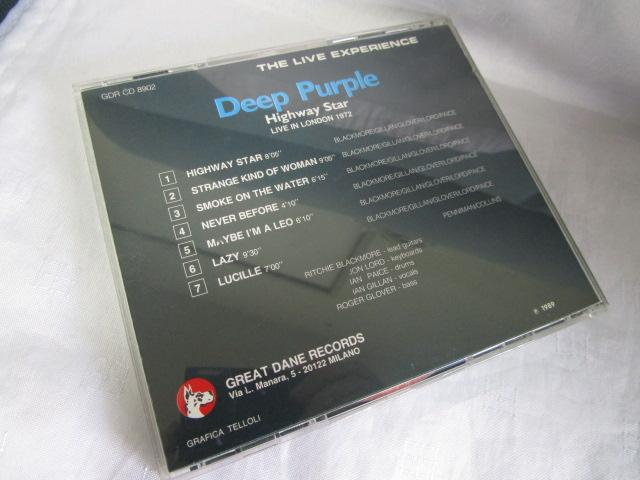 THE LIVE EXPERIENCE
GDR CD 8902
Deep Purple
Highway Star
LIVE IN LONDON 1972
1 HIGHWAY STAR 8'05" BLACKMORE/GILLAN/GLOVER/LORD/PAICE
2 STRANGE KIND OF WOMAN 9'05" BLACKMORE/GILLAN/GLOVER/LORD/PAICE
3 SMOKE ON THE WATER 6'15" BLACKMORE/GILLAN/GLOVER/LORD/PAICE
4 NEVER BEFORE 4'10" BLACKMORE/GILLAN/GLOVER/LORD/PAICE
5 MAYBE I'M A LEO 6'10" BLACKMORE/GILLAN/GLOVER/LORD/PAICE
6 LAZY 9'30" BLACKMORE/GILLAN/GLOVER/LORD/PAICE
7 LUCILLE 7'00" PENNIMAN/COLLINS
RITCHIE BLACKMORE - lead guitars
JON LORD - keyboards
IAN PAICE - drums
IAN GILLAN - vocals
ROGER GLOVER - bass
℗ 1989
GREAT DANE RECORDS
Via L. Manara, 5 - 20122 MILANO
GRAFICA TELLOLI